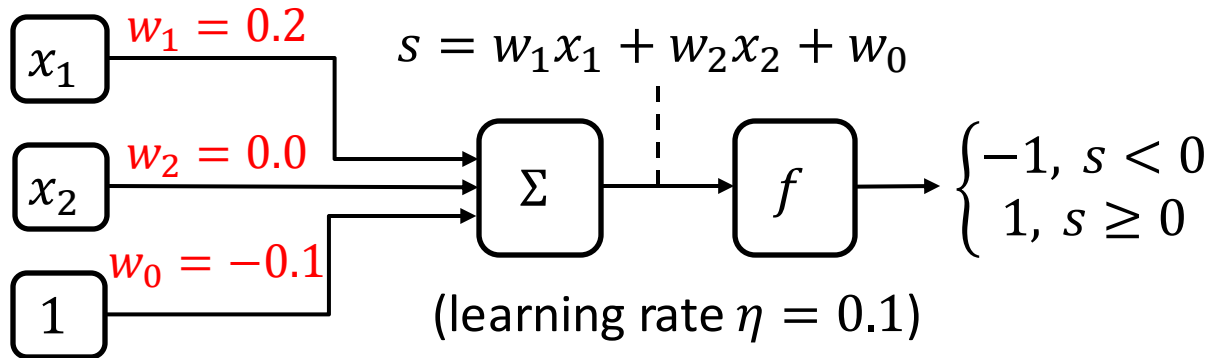 x₁
w₁ = 0.2
s = w₁x₁ + w₂x₂ + w₀
x₂
w₂ = 0.0
Σ
f
−1, s < 0
1, s ≥ 0
1
w₀ = −0.1
(learning rate η = 0.1)